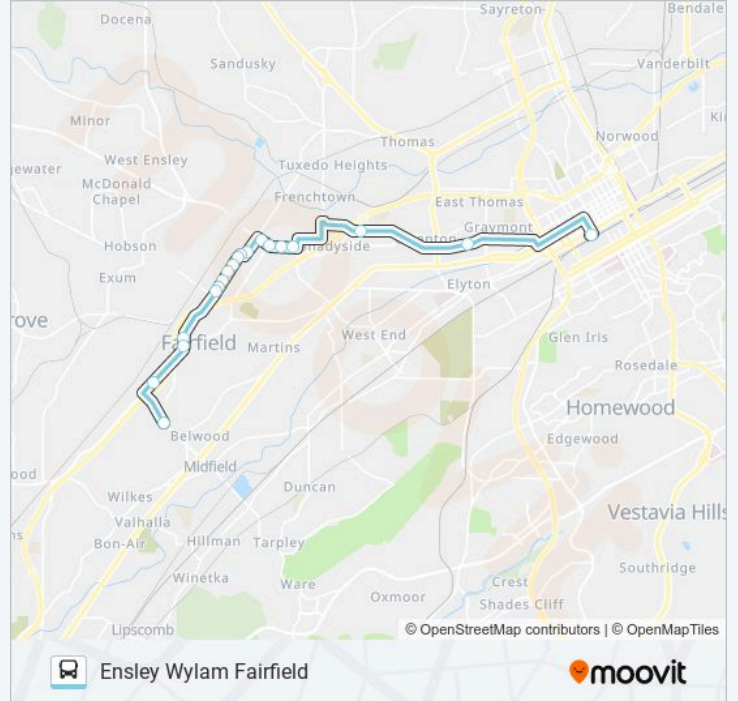 Docena
Sayreton
Bendale
Sandusky
Vanderbilt
Minor
Norwood
Thomas
West Ensley
Tuxedo Heights
gewater
McDonald
Chapel
Frenchtown
East Thomas
Graymont
Hobson
nadyside
Exum
Elyton
rove
West End
Glen Iris
Fairfield
Martins
Rosedale
Homewood
Belwood
Edgewood
Midfield
ood
Duncan
Wilkes
Vestavia Hills
Valhalla
Bon-Air
Hillman
Tarpley
Southridge
Winetka
Ware
Crest
Oxmoor
Shades Cliff
Lipscomb
© OpenStreetMap contributors | © OpenMapTiles
Ensley Wylam Fairfield
moovit